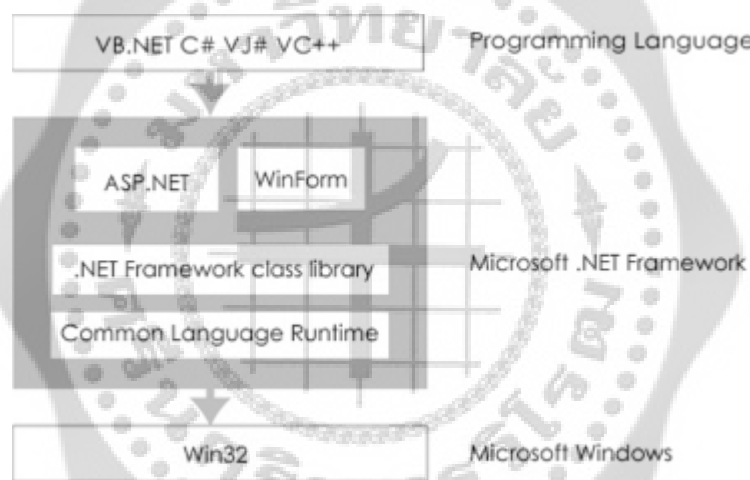 VB.NET C# VJ# VC++
Programming Language
ASP.NET
WinForm
.NET Framework class library
Microsoft .NET Framework
Common Language Runtime
Win32
Microsoft Windows